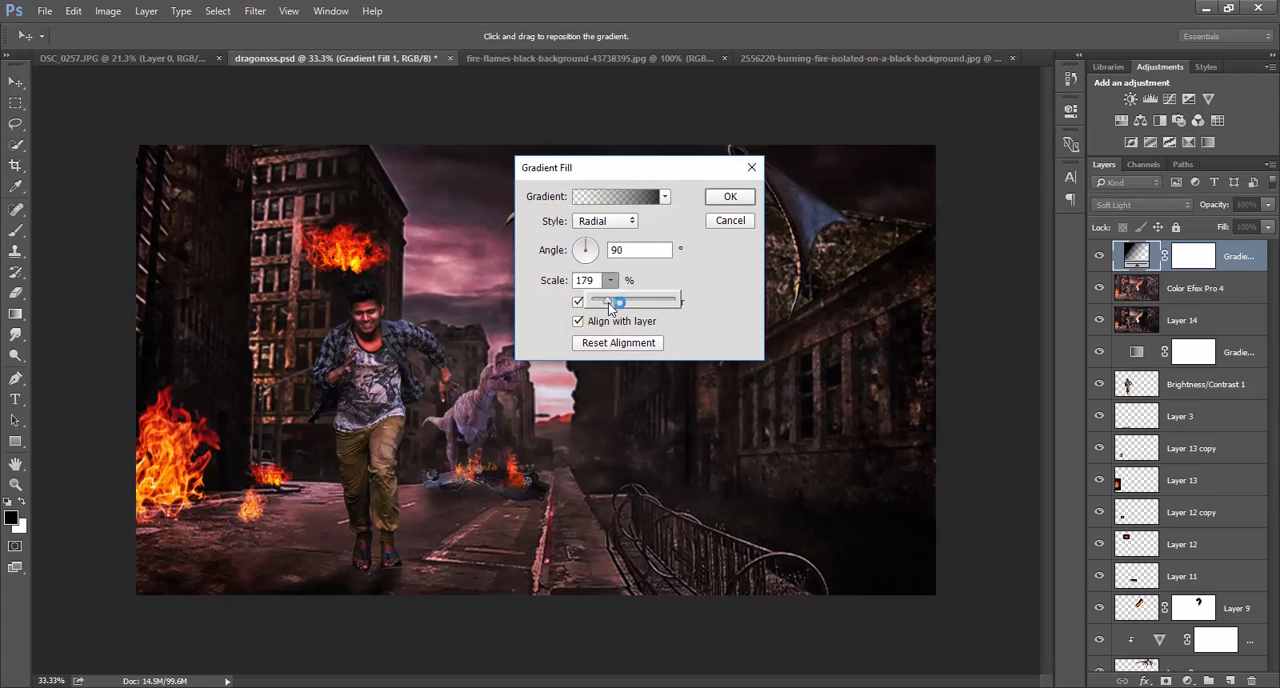 Ps File Edit Image Layer Type Select Filter View Window Help
Click and drag to reposition the gradient. Essentials
DSC_0257.JPG @ 21.3% (Layer 0, RGB/... × dragonsss.psd @ 33.3% (Gradient Fill 1, RGB/8) * × fire-flames-black-background-43738395.jpg @ 100% (RGB... × 2556220-burning-fire-isolated-on-a-black-background.jpg @ ... ×
Libraries Adjustments Styles
Add an adjustment
Layers Channels Paths
Kind
Soft Light Opacity: 100%
Lock: Fill: 100%
Gradie...
Color Efex Pro 4
Layer 14
Gradie...
Brightness/Contrast 1
Layer 3
Layer 13 copy
Layer 13
Layer 12 copy
Layer 12
Layer 11
Layer 9
...
Gradient Fill
Gradient: OK
Style: Radial Cancel
Angle: 90 °
Scale: 179 %
r
Align with layer
Reset Alignment
33.33% Doc: 14.5M/99.6M